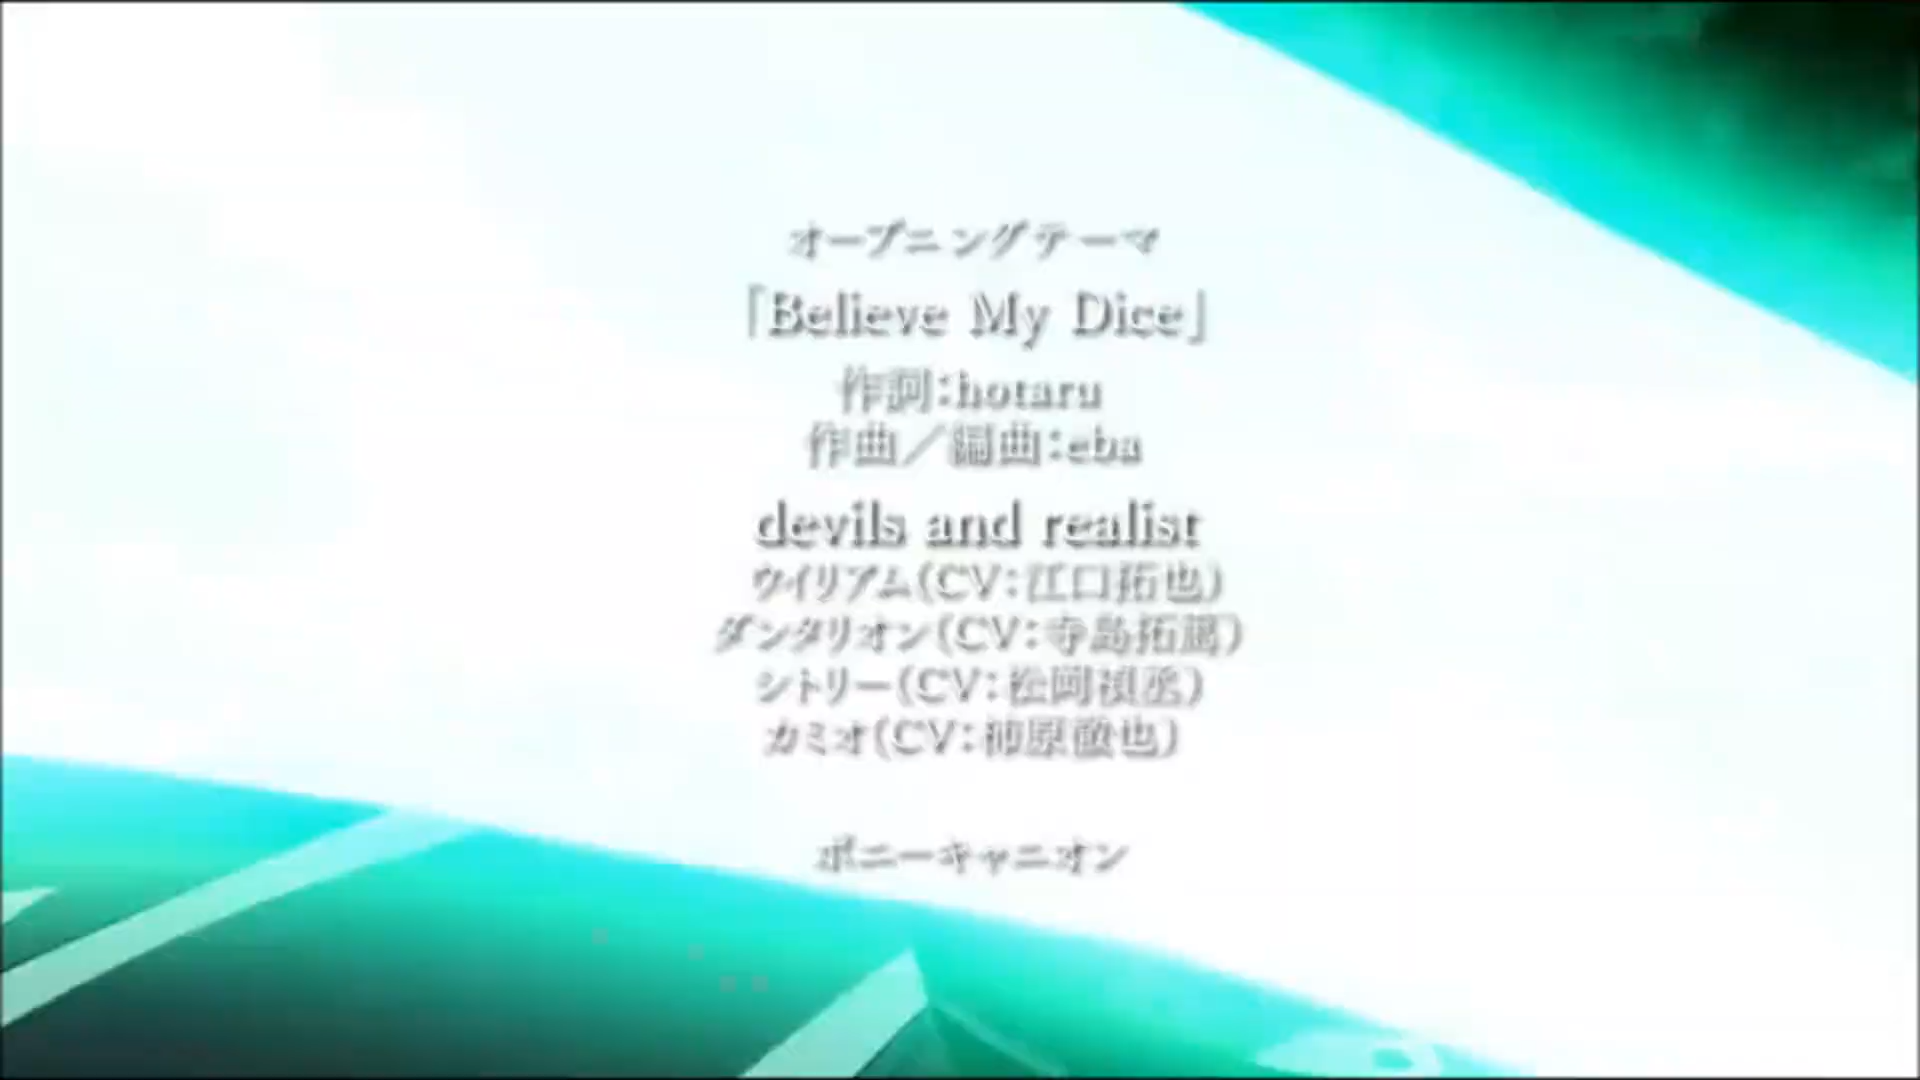 オープニングテーマ
「Believe My Dice」
作詞：hotaru
作曲／編曲：eba
devils and realist
ウイリアム（CV：江口拓也）
ダンタリオン（CV：寺島拓篤）
シトリー（CV：松岡禎丞）
カミオ（CV：柿原徹也）
ポニーキャニオン